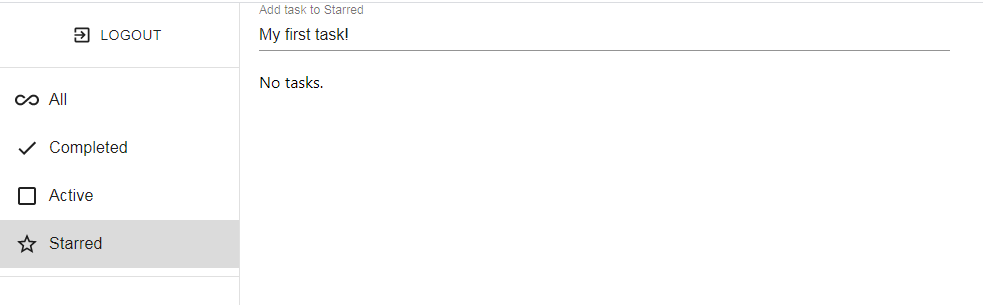 LOGOUT
All
Completed
Active
Starred
Add task to Starred
My first task!
No tasks.